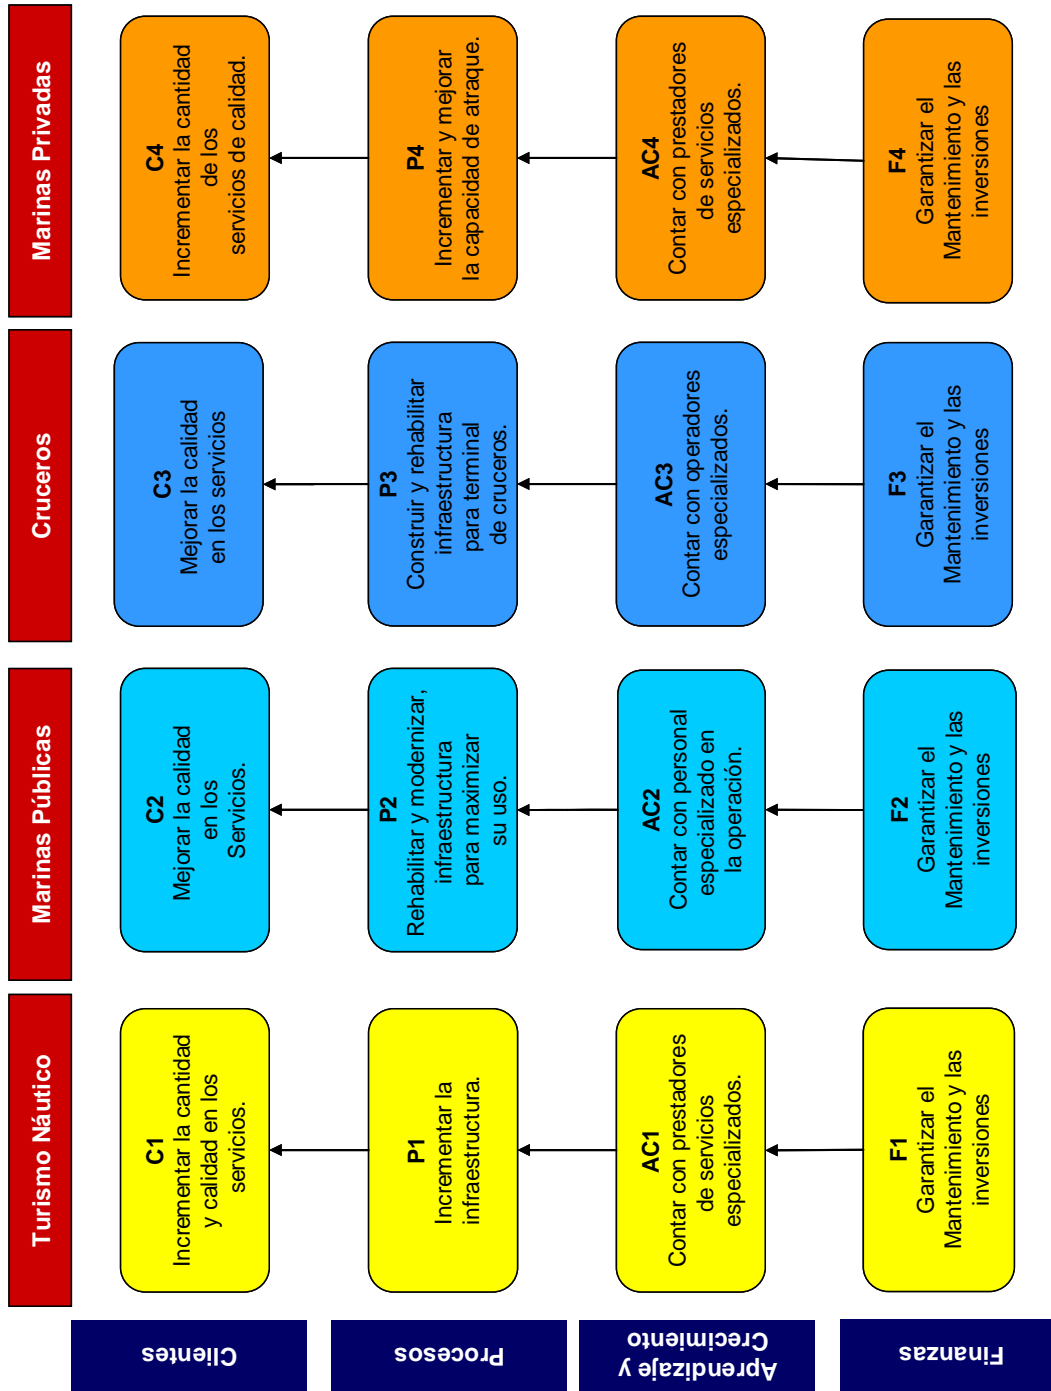 Turismo Náutico
Marinas Públicas
Cruceros
Marinas Privadas
Clientes
C1
Incrementar la cantidad
y calidad en los
servicios.
C2
Mejorar la calidad
en los
Servicios.
C3
Mejorar la calidad
en los servicios
C4
Incrementar la cantidad
de los
servicios de calidad.
Procesos
P1
Incrementar la
infraestructura.
P2
Rehabilitar y modernizar,
infraestructura
para maximizar
su uso.
P3
Construir y rehabilitar
infraestructura
para terminal
de cruceros.
P4
Incrementar y mejorar
la capacidad de atraque.
Aprendizaje y
Crecimiento
AC1
Contar con prestadores
de servicios
especializados.
AC2
Contar con personal
especializado en
la operación.
AC3
Contar con operadores
especializados.
AC4
Contar con prestadores
de servicios
especializados.
Finanzas
F1
Garantizar el
Mantenimiento y las
inversiones
F2
Garantizar el
Mantenimiento y las
inversiones
F3
Garantizar el
Mantenimiento y las
inversiones
F4
Garantizar el
Mantenimiento y las
inversiones